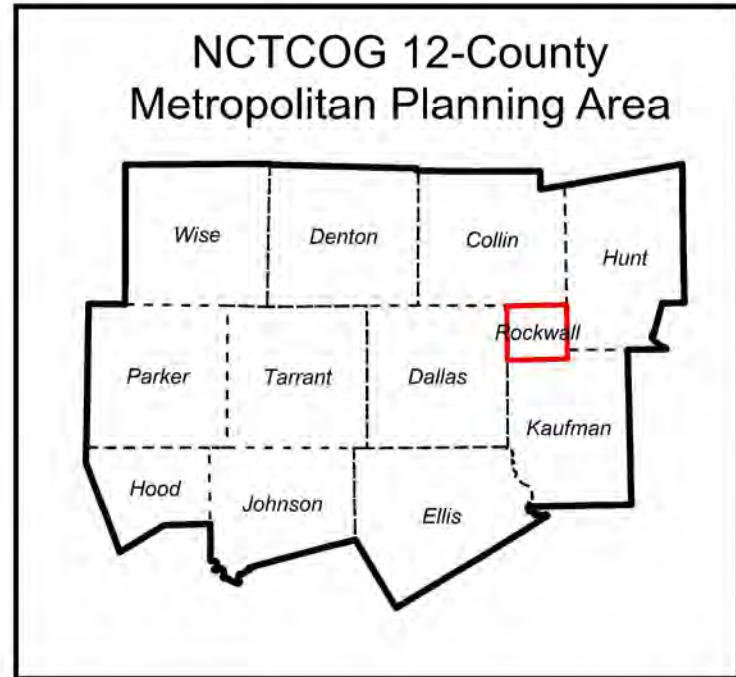 NCTCOG 12-County
Metropolitan Planning Area
Wise
Denton
Collin
Hunt
Rockwall
Parker
Tarrant
Dallas
Kaufman
Hood
Johnson
Ellis